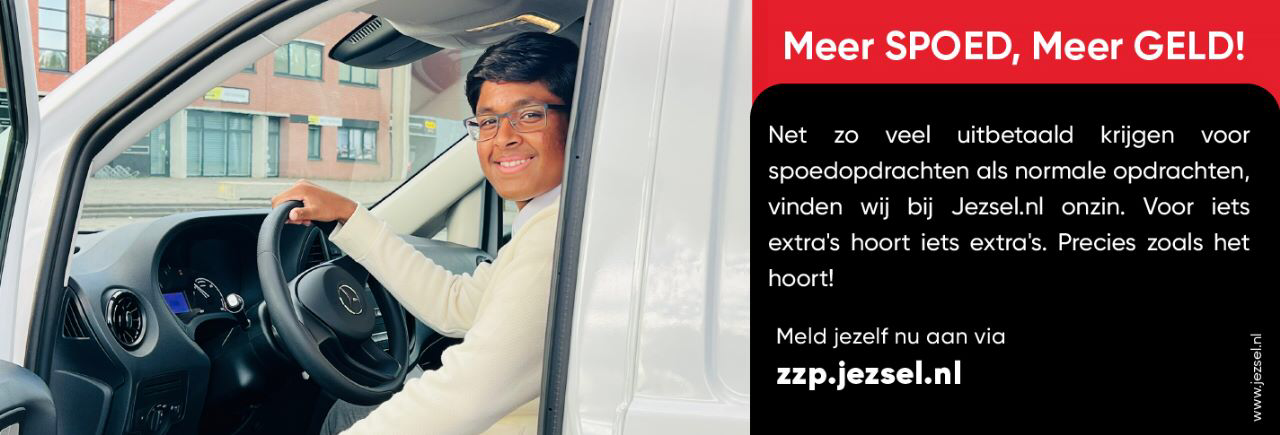 Meer SPOED, Meer GELD!
Net zo veel uitbetaald krijgen voor
spoedopdrachten als normale opdrachten,
vinden wij bij Jezsel.nl onzin. Voor iets
extra's hoort iets extra's. Precies zoals het
hoort!
Meld jezelf nu aan via
zzp.jezsel.nl
www.jezsel.nl